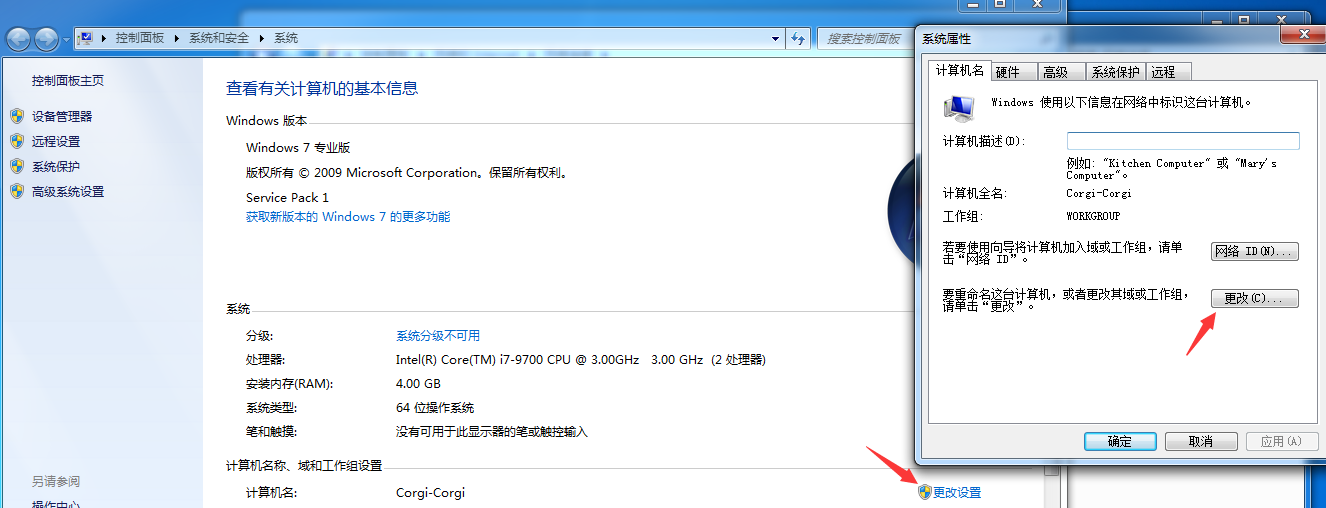 控制面板 系统和安全 系统
搜索控制面板
控制面板主页
设备管理器
远程设置
系统保护
高级系统设置
另请参阅
操作中心
查看有关计算机的基本信息
Windows 版本
Windows 7 专业版
版权所有 © 2009 Microsoft Corporation。保留所有权利。
Service Pack 1
获取新版本的 Windows 7 的更多功能
系统
分级: 系统分级不可用
处理器: Intel(R) Core(TM) i7-9700 CPU @ 3.00GHz 3.00 GHz (2 处理器)
安装内存(RAM): 4.00 GB
系统类型: 64 位操作系统
笔和触摸: 没有可用于此显示器的笔或触控输入
计算机名称、域和工作组设置
计算机名: Corgi-Corgi
更改设置
系统属性
计算机名 硬件 高级 系统保护 远程
Windows 使用以下信息在网络中标识这台计算机。
计算机描述(D):
例如: "Kitchen Computer" 或 "Mary's
Computer"。
计算机全名: Corgi-Corgi
工作组: WORKGROUP
若要使用向导将计算机加入域或工作组，请单
击“网络 ID”。
网络 ID(N)...
要重命名这台计算机，或者更改其域或工作组，
请单击“更改”。
更改(C)...
确定 取消 应用(A)